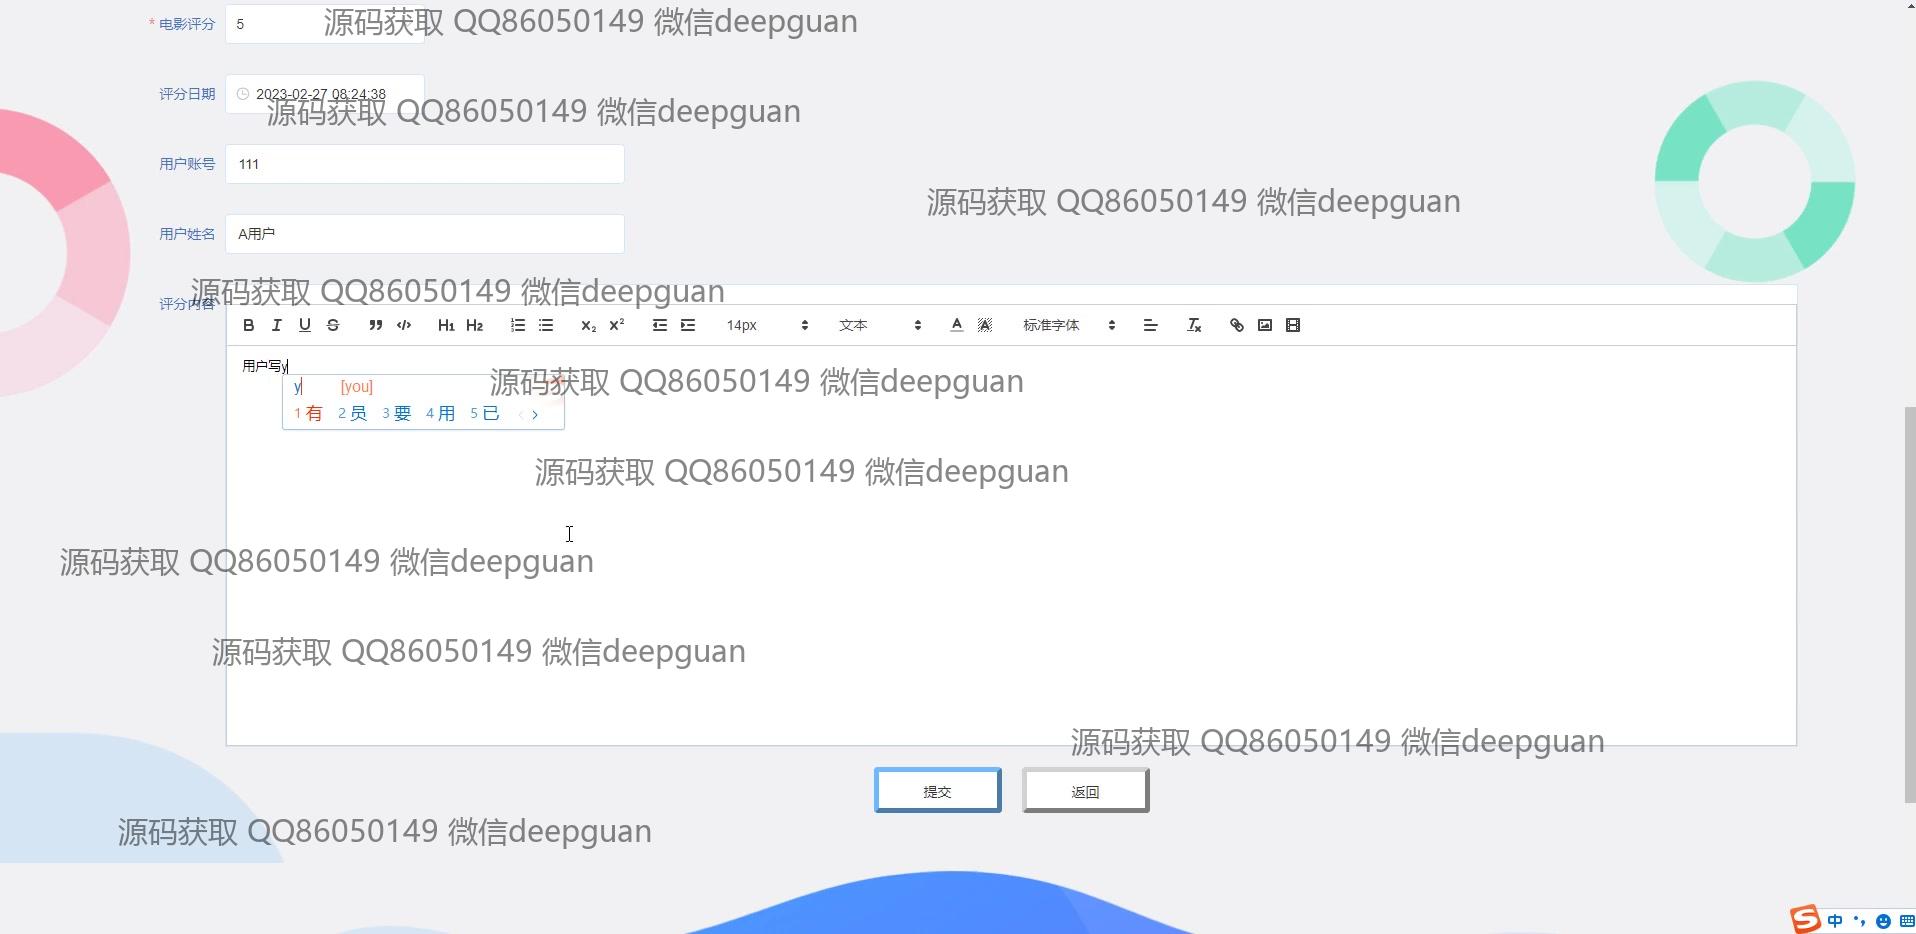 * 电影评分 5
源码获取 QQ86050149 微信deepguan
评分日期 2023-02-27 08:24:38
源码获取 QQ86050149 微信deepguan
用户账号 111
源码获取 QQ86050149 微信deepguan
用户姓名 A用户
源码获取 QQ86050149 微信deepguan
评分内容
B I U S H1 H2 X2 X2 14px 文本 A A 标准字体 Tx
用户写y
y [you]
源码获取 QQ86050149 微信deepguan
1 有 2 员 3 要 4 用 5 已
源码获取 QQ86050149 微信deepguan
源码获取 QQ86050149 微信deepguan
源码获取 QQ86050149 微信deepguan
源码获取 QQ86050149 微信deepguan
提交 返回
源码获取 QQ86050149 微信deepguan
S 中